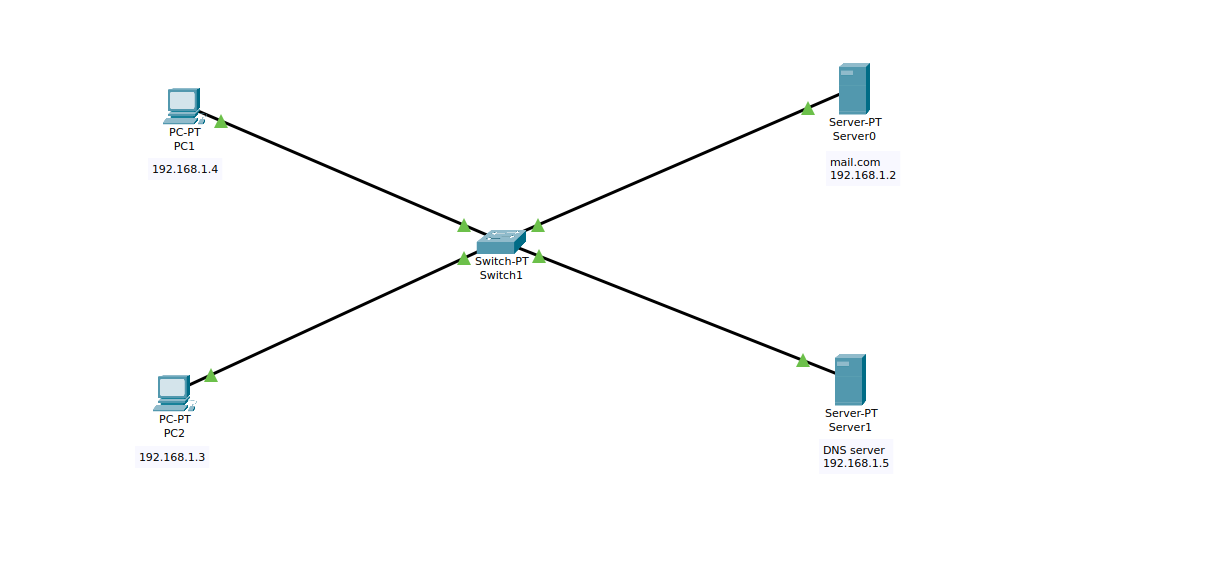 PC-PT
PC1
192.168.1.4
Server-PT
Server0
mail.com
192.168.1.2
Switch-PT
Switch1
PC-PT
PC2
192.168.1.3
Server-PT
Server1
DNS server
192.168.1.5